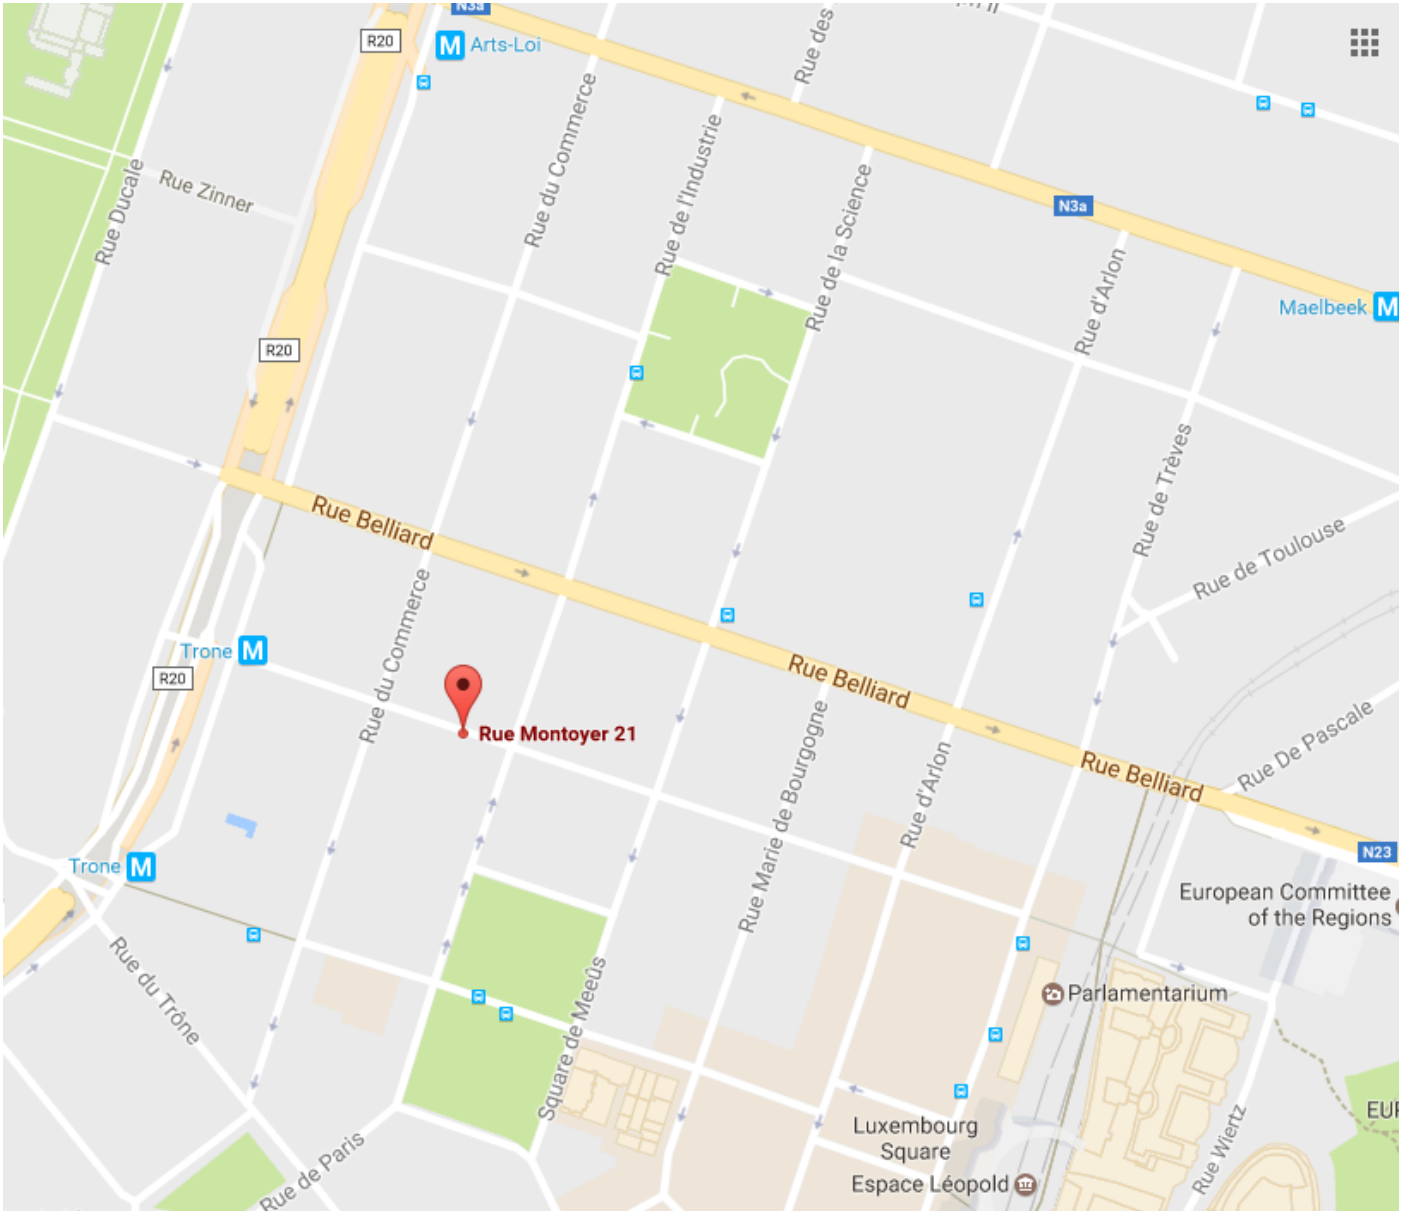 N3a
R20
M Arts-Loi
Rue des
Rue du Commerce
Rue de l'Industrie
Rue Ducale
Rue Zinner
Rue de la Science
N3a
Rue d'Arlon
Maelbeek M
R20
Rue de Trèves
Rue Belliard
Rue de Toulouse
Rue du Commerce
Trone M
R20
Rue Belliard
Rue Montoyer 21
Rue Marie de Bourgogne
Rue d'Arlon
Rue Belliard
Rue De Pascale
N23
Trone M
European Committee
of the Regions
Rue du Trône
Square de Meeûs
Parlamentarium
Luxembourg
Square
EUR
Rue de Paris
Espace Léopold
Rue Wiertz